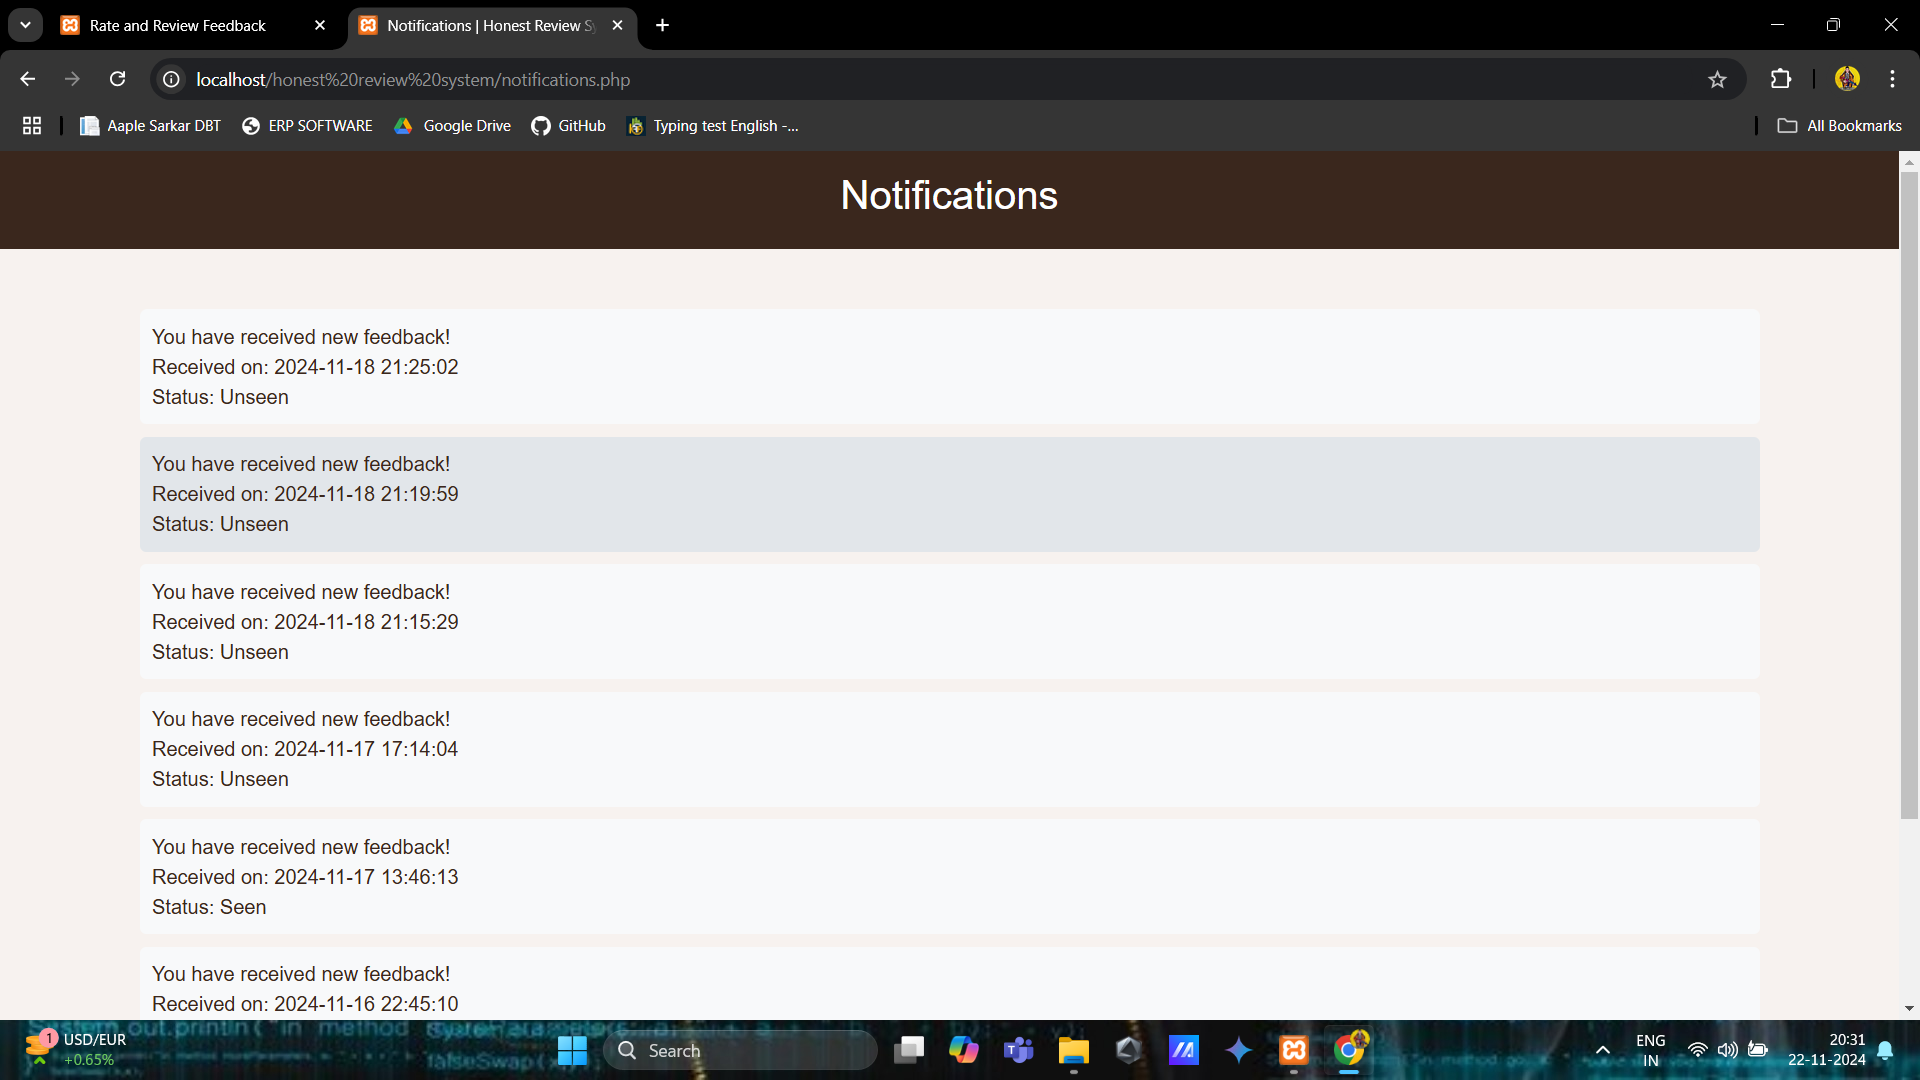 Rate and Review Feedback
Notifications | Honest Review S
localhost/honest%20review%20system/notifications.php
Aaple Sarkar DBT
ERP SOFTWARE
Google Drive
GitHub
Typing test English -...
All Bookmarks
Notifications
You have received new feedback!
Received on: 2024-11-18 21:25:02
Status: Unseen
You have received new feedback!
Received on: 2024-11-18 21:19:59
Status: Unseen
You have received new feedback!
Received on: 2024-11-18 21:15:29
Status: Unseen
You have received new feedback!
Received on: 2024-11-17 17:14:04
Status: Unseen
You have received new feedback!
Received on: 2024-11-17 13:46:13
Status: Seen
You have received new feedback!
Received on: 2024-11-16 22:45:10
1
USD/EUR
+0.65%
Search
ENG
IN
20:31
22-11-2024